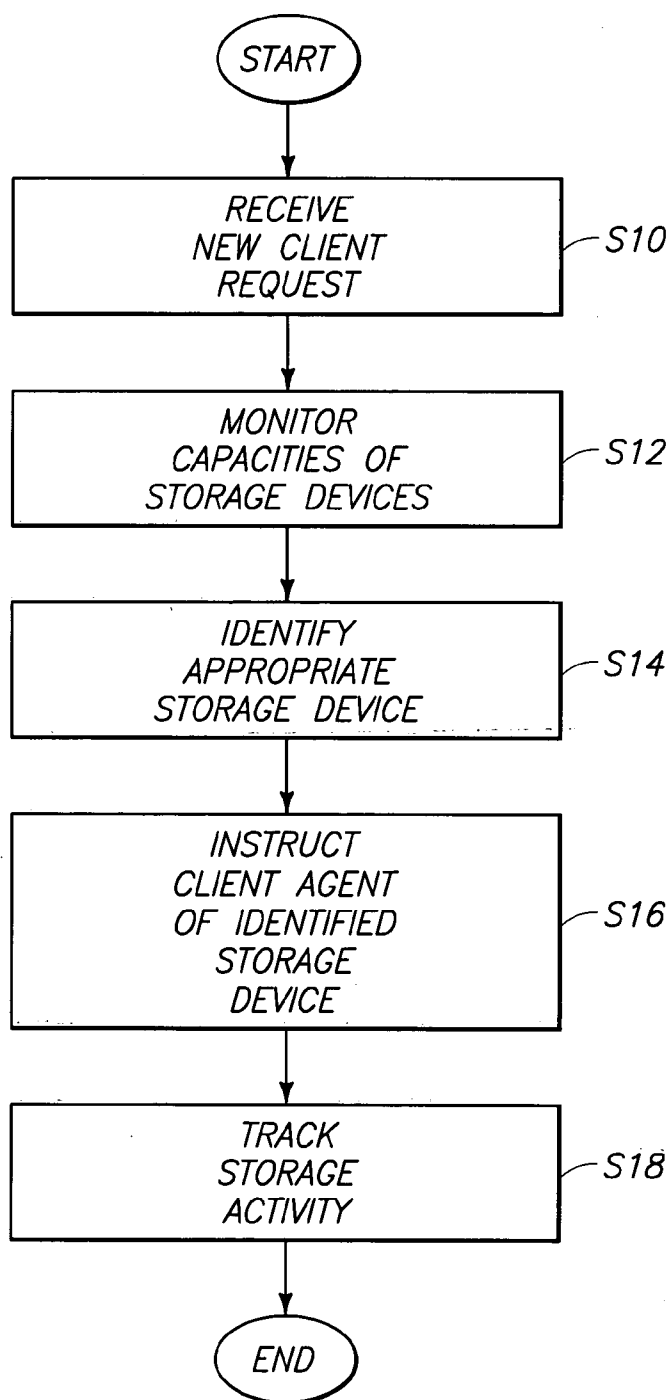 START
RECEIVE
NEW CLIENT
REQUEST
S10
MONITOR
CAPACITIES OF
STORAGE DEVICES
S12
IDENTIFY
APPROPRIATE
STORAGE DEVICE
S14
INSTRUCT
CLIENT AGENT
OF IDENTIFIED
STORAGE
DEVICE
S16
TRACK
STORAGE
ACTIVITY
S18
END